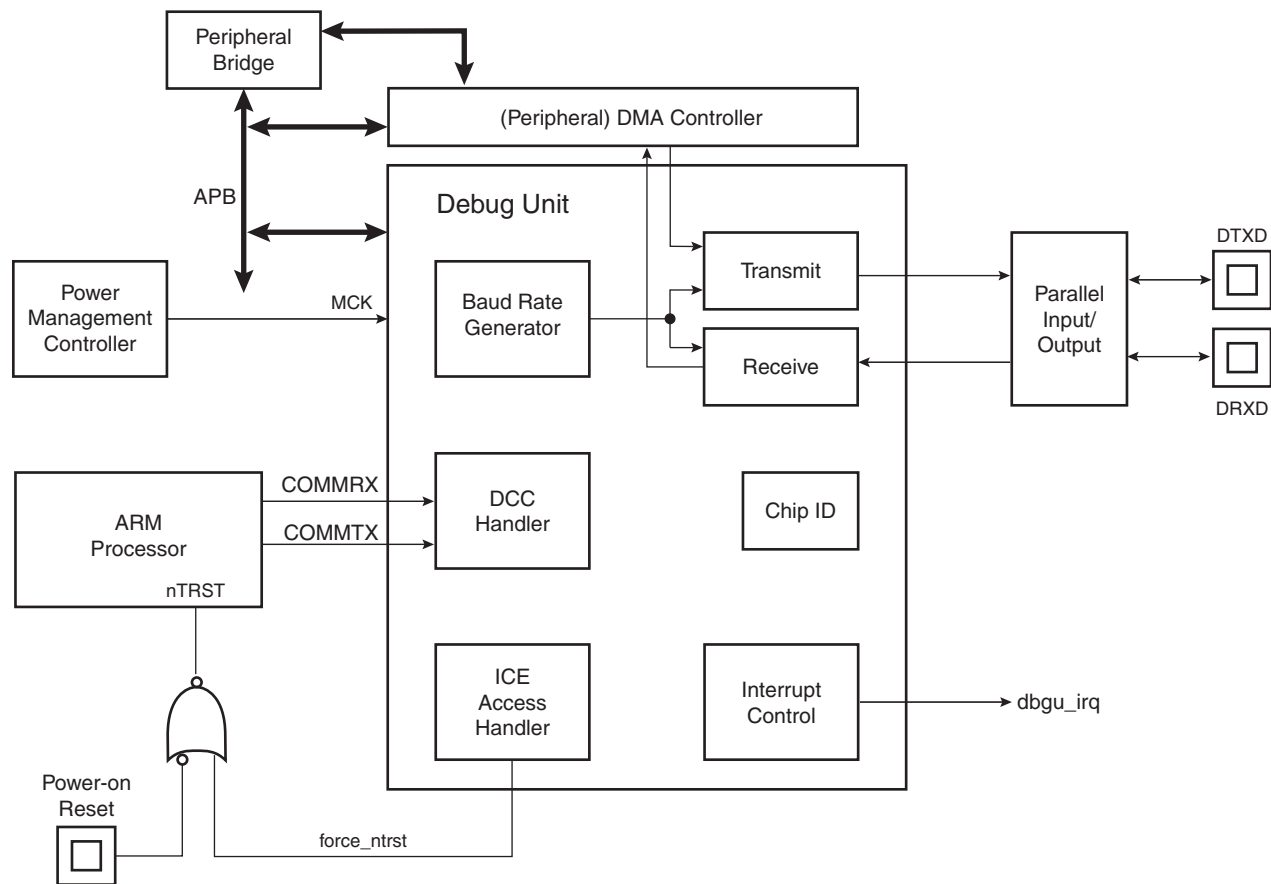 Peripheral
Bridge
(Peripheral) DMA Controller
APB
Debug Unit
Power
Management
Controller
MCK
Baud Rate
Generator
Transmit
Receive
Parallel
Input/
Output
DTXD
DRXD
ARM
Processor
nTRST
COMMRX
COMMTX
DCC
Handler
Chip ID
ICE
Access
Handler
Interrupt
Control
dbgu_irq
Power-on
Reset
force_ntrst